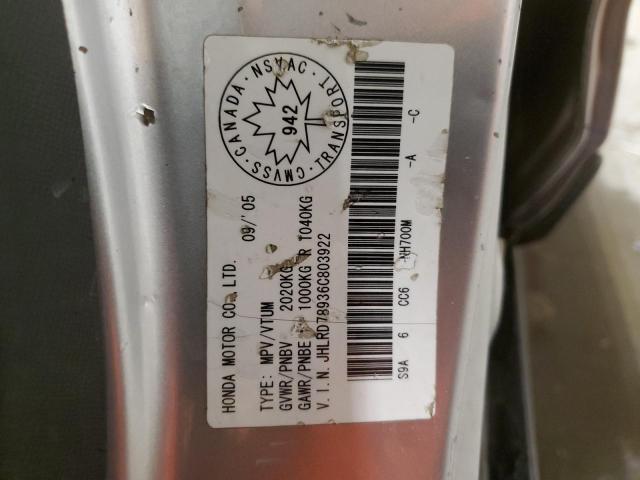 HONDA MOTOR CO., LTD. 09/'05
TYPE: MPV/VTUM
GVWR/PNBV 2020KG
GAWR/PNBE F 1000KG R 1040KG
V.I.N. JHLRD78936C803922
S9A 6 CC6 NH700M -A -C
CMVSS·CANADA·NSVAC·TRANSPORT·
942